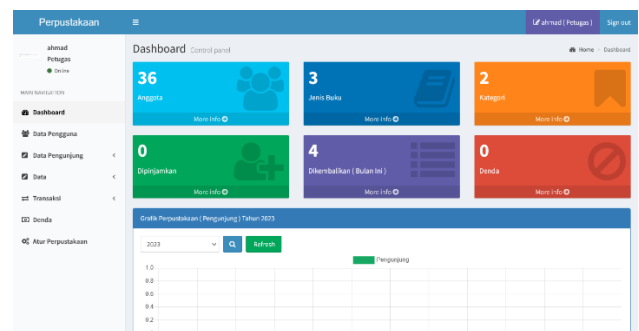 Perpustakaan
ahmad ( Petugas )
Sign out
ahmad
Petugas
Online
MAIN NAVIGATION
Dashboard
Data Pengguna
Data Pengunjung
Data
Transaksi
Denda
Atur Perpustakaan
Dashboard Control panel
Home > Dashboard
36
Anggota
More info
3
Jenis Buku
More info
2
Kategori
More info
0
Dipinjamkan
More info
4
Dikembalikan ( Bulan Ini )
More info
0
Denda
More info
Grafik Perpustakaan ( Pengunjung ) Tahun 2023
2023
Refresh
Pengunjung
1.0
0.8
0.6
0.4
0.2